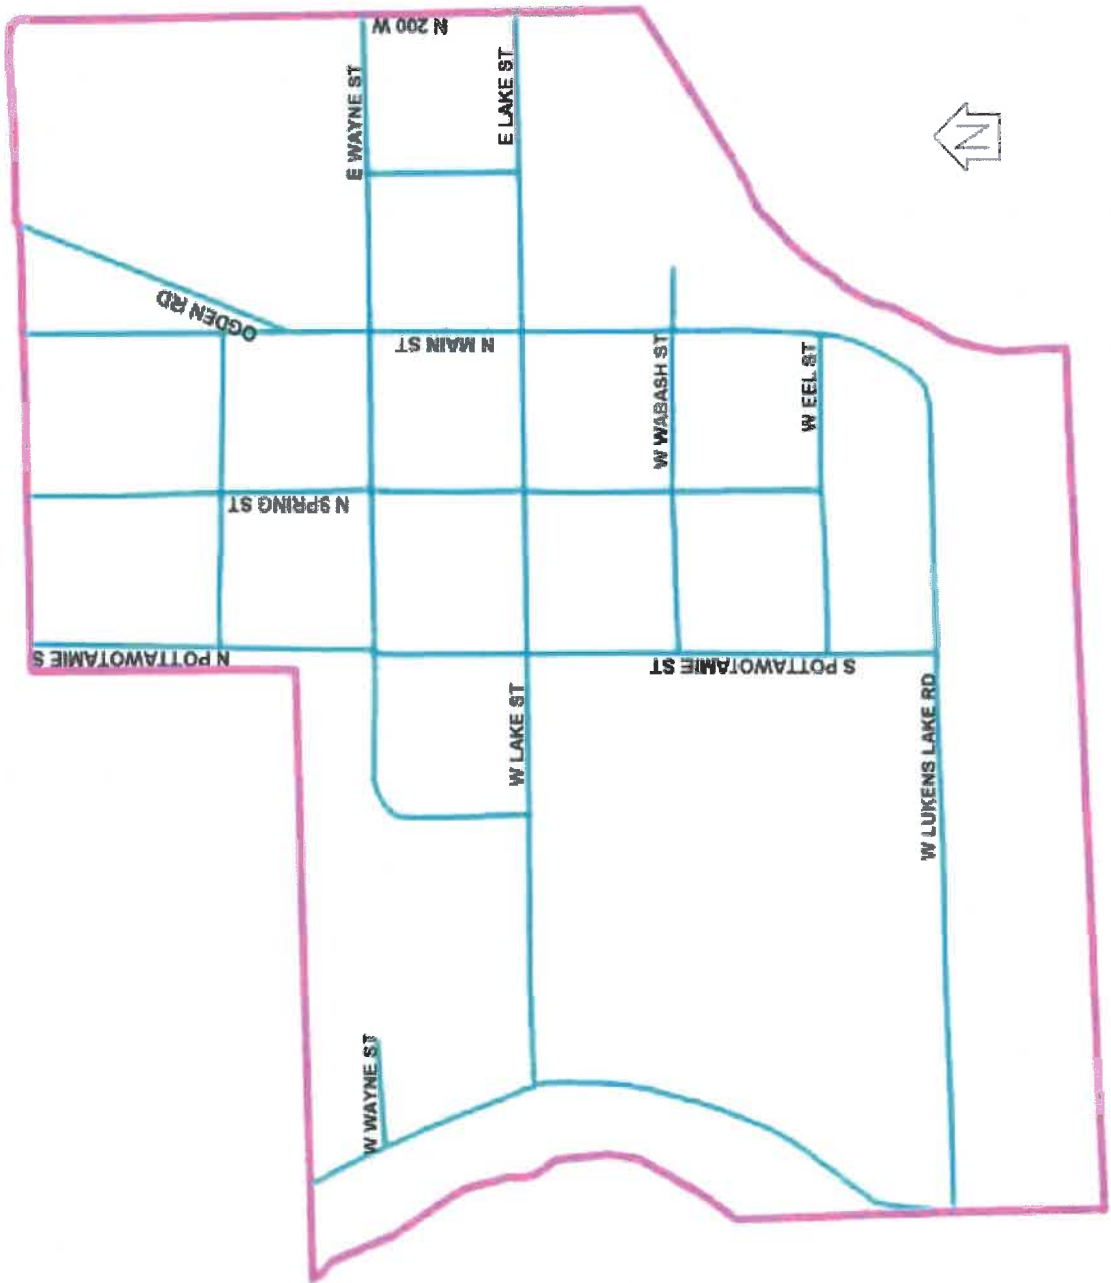 N 200 W
E WAYNE ST
E LAKE ST
OGDEN RD
N MAIN ST
W WABASH ST
W EEL ST
N SPRING ST
N POTTAWOTAMIE S
S POTTAWOTAMIE ST
W LAKE ST
W LUKENS LAKE RD
W WAYNE ST
N